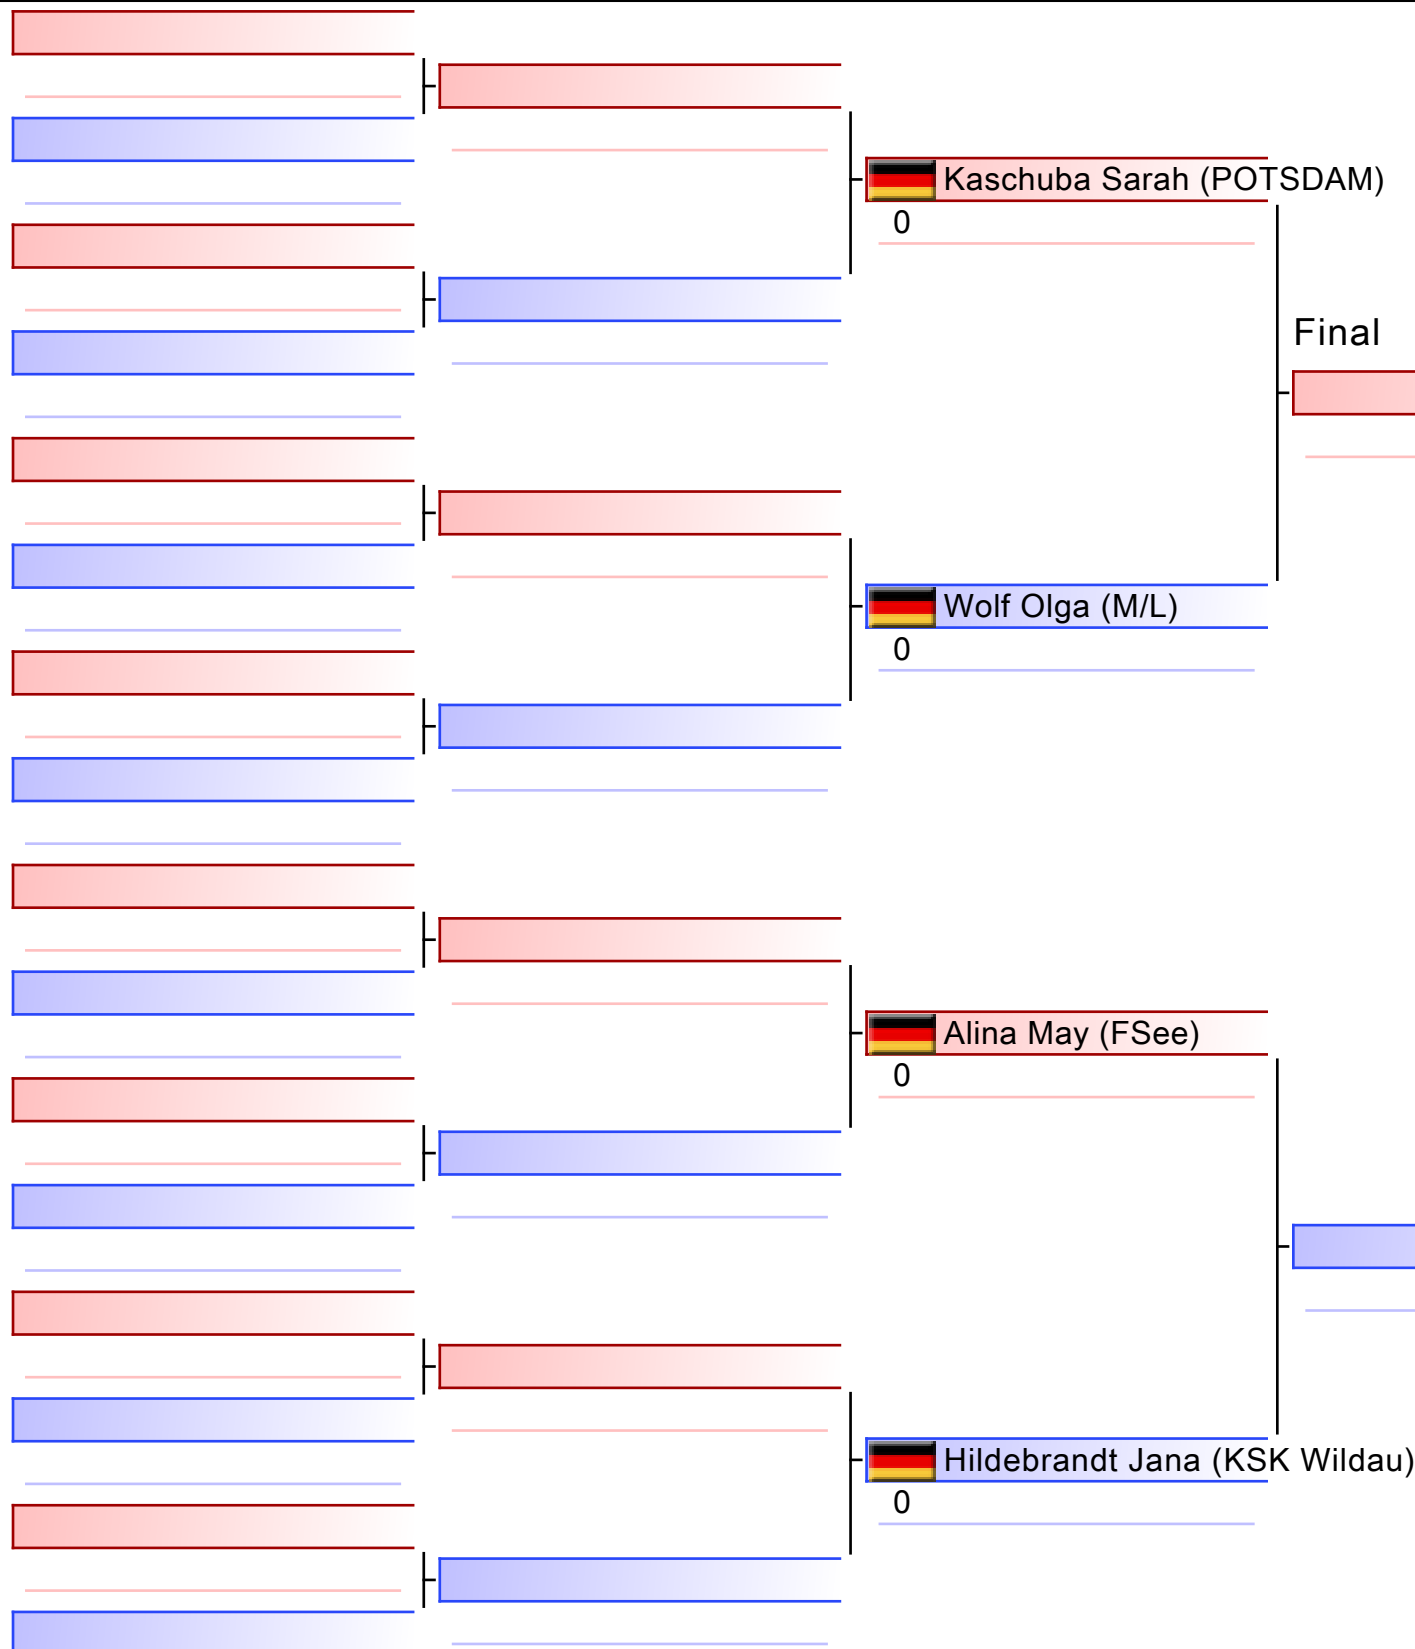 Kaschuba Sarah (POTSDAM)
0
Final
Wolf Olga (M/L)
0
Alina May (FSee)
0
Hildebrandt Jana (KSK Wildau)
0